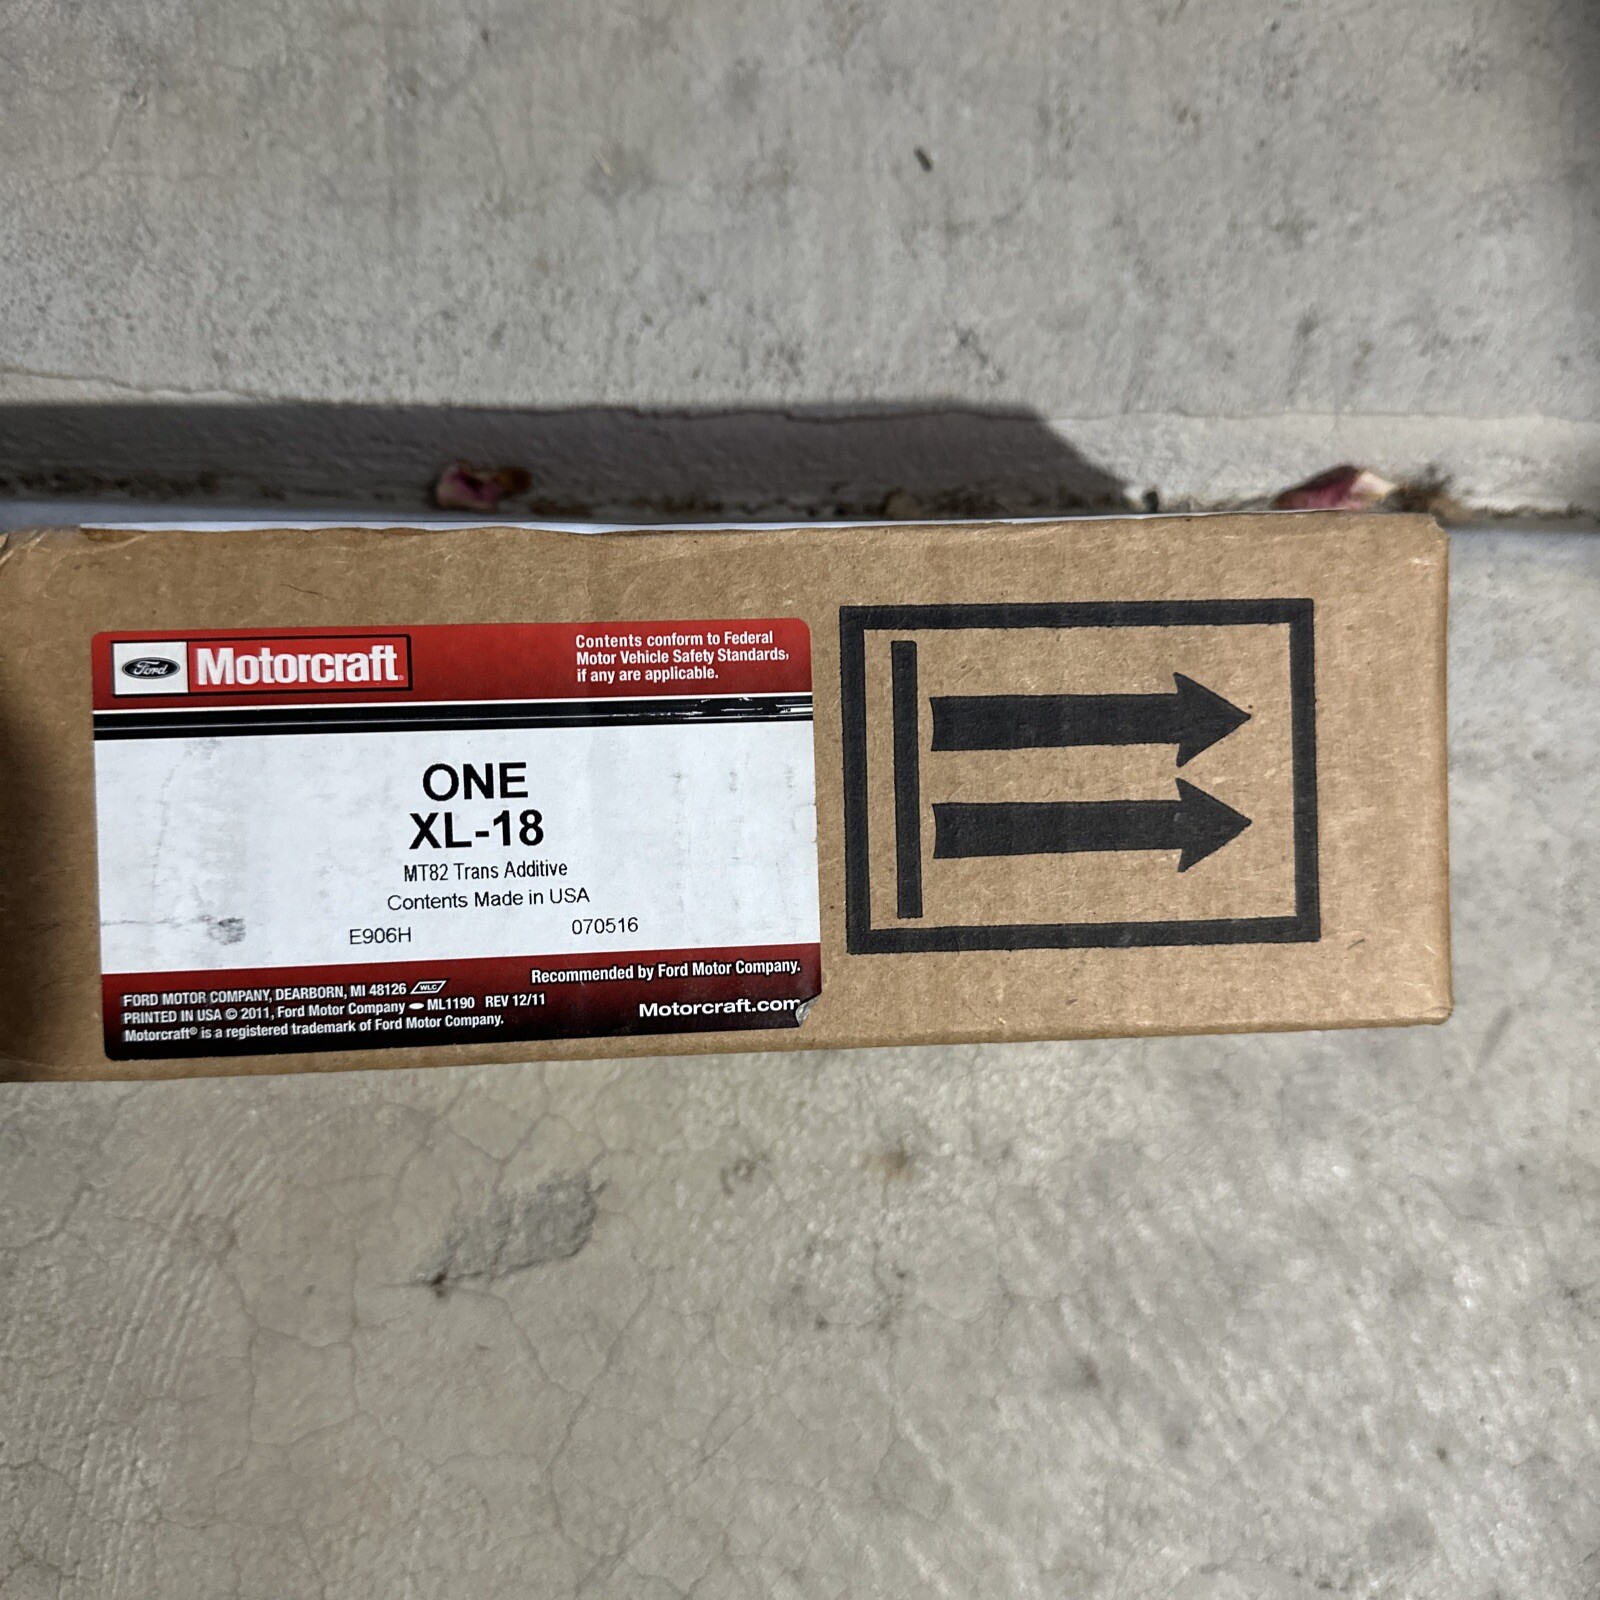 Ford Motorcraft®
Contents conform to Federal
Motor Vehicle Safety Standards,
if any are applicable.
ONE
XL-18
MT82 Trans Additive
Contents Made in USA
E906H 070516
Recommended by Ford Motor Company.
FORD MOTOR COMPANY, DEARBORN, MI 48126 WLC
PRINTED IN USA © 2011, Ford Motor Company ML1190 REV 12/11
Motorcraft® is a registered trademark of Ford Motor Company.
Motorcraft.com